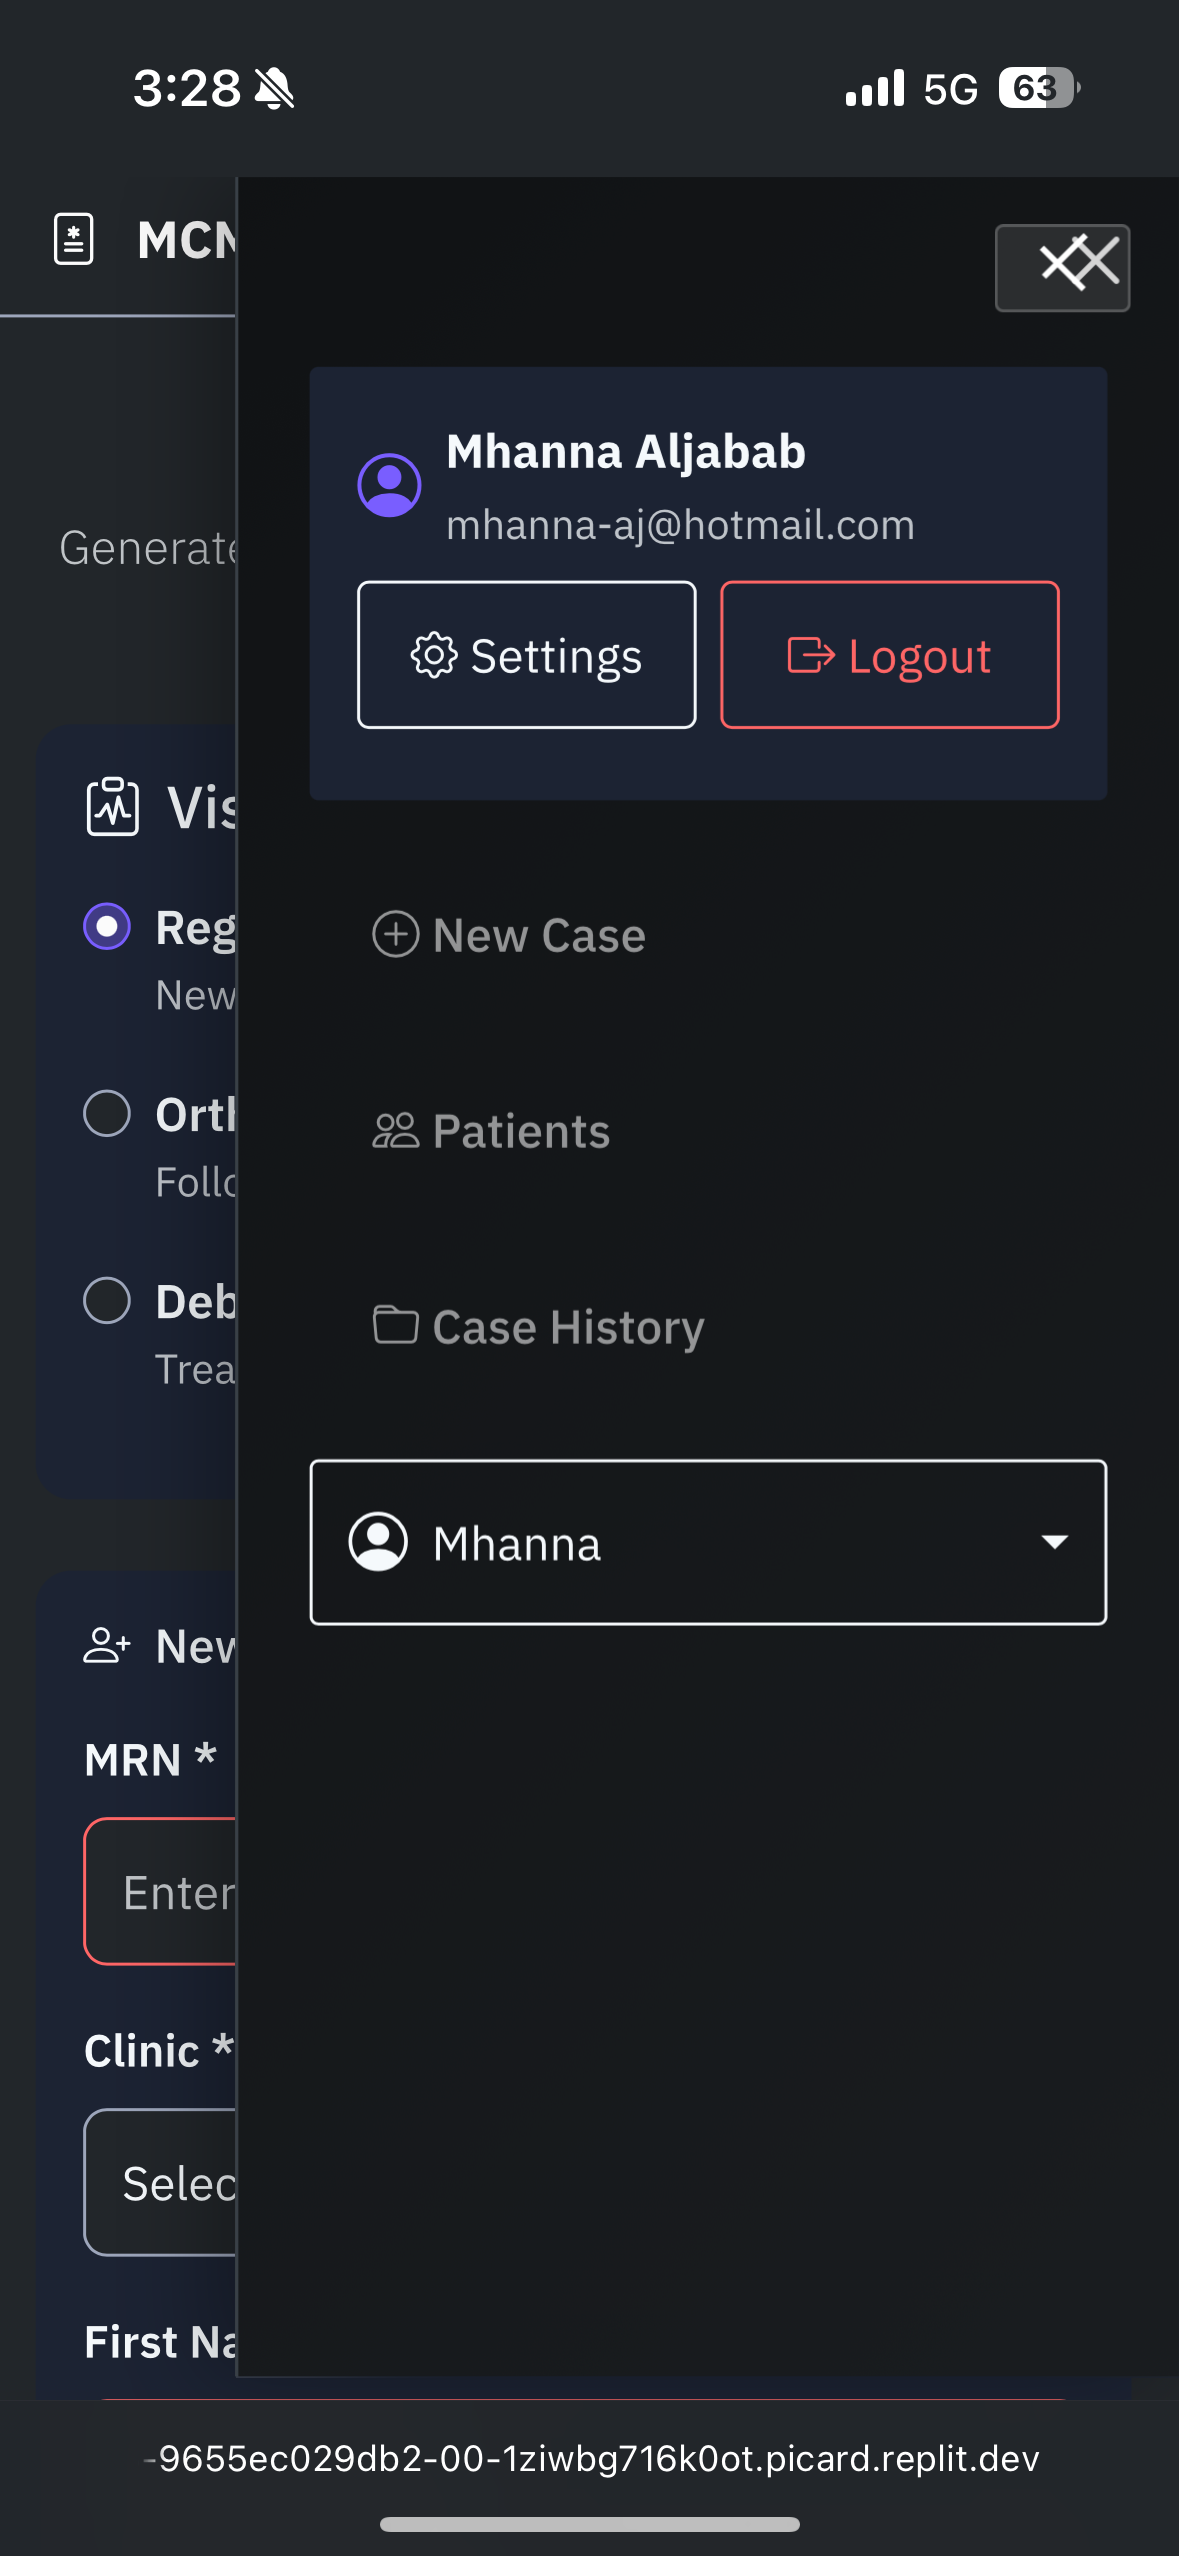 3:28
5G
63
MCM
Mhanna Aljabab
mhanna-aj@hotmail.com
Generate
Settings
Logout
Vis
New Case
Reg
New
Patients
Orth
Follo
Case History
Deb
Trea
Mhanna
New
MRN *
Enter
Clinic *
Selec
First Na
-9655ec029db2-00-1ziwbg716k0ot.picard.replit.dev